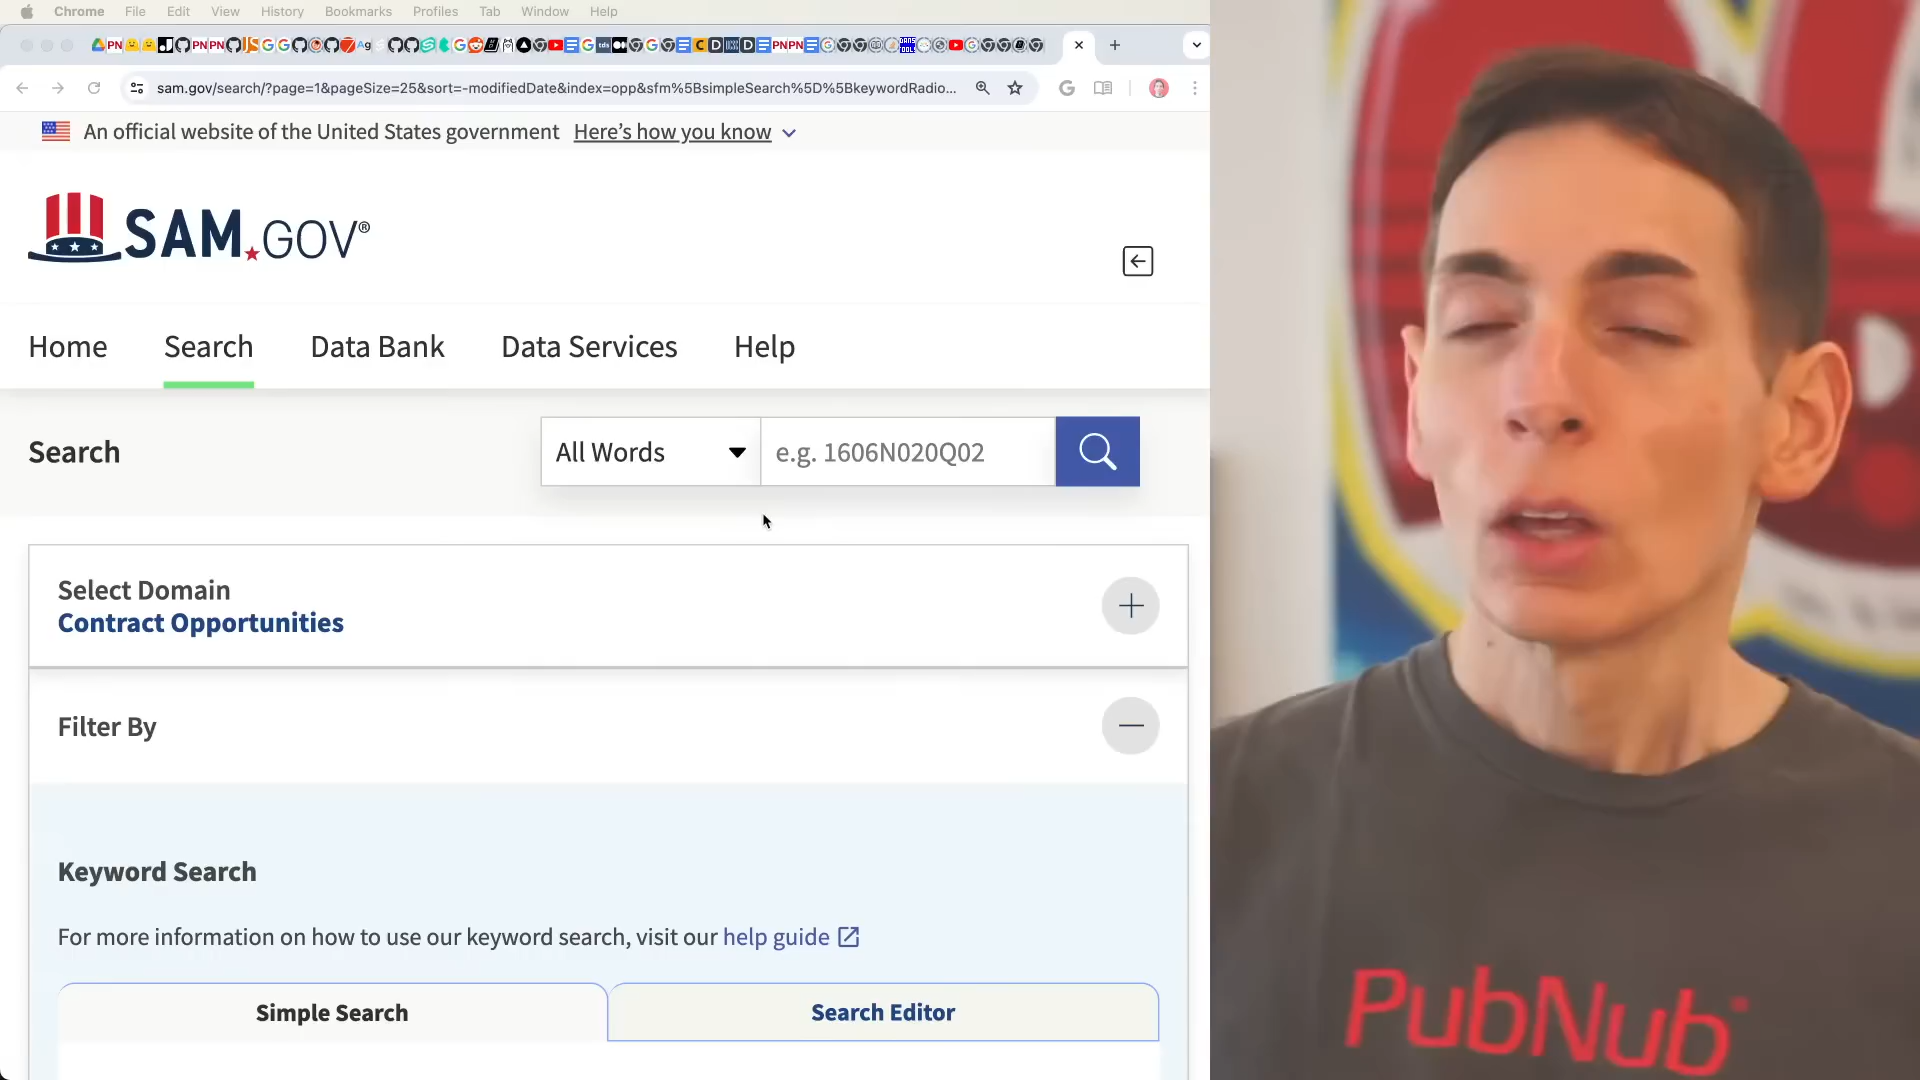 Chrome File Edit View History Bookmarks Profiles Tab Window Help
sam.gov/search/?page=1&pageSize=25&sort=-modifiedDate&index=opp&sfm%5BsimpleSearch%5D%5BkeywordRadio...
An official website of the United States government Here's how you know
SAM.GOV®
Home Search Data Bank Data Services Help
Search All Words e.g. 1606N020Q02
Select Domain
Contract Opportunities
Filter By
Keyword Search
For more information on how to use our keyword search, visit our help guide
Simple Search Search Editor
PubNub